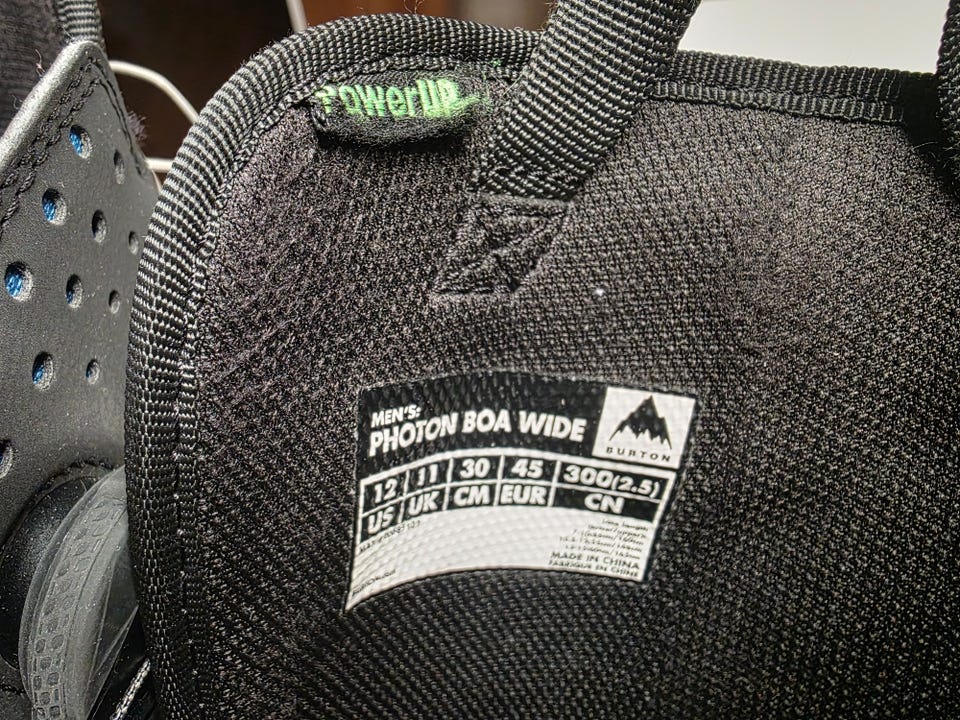 PowerUP
MEN'S:
PHOTON BOA WIDE
BURTON
12 11 30 45 300(2.5)
US UK CM EUR CN
MADE IN CHINA
FABRIQUÉ EN CHINE